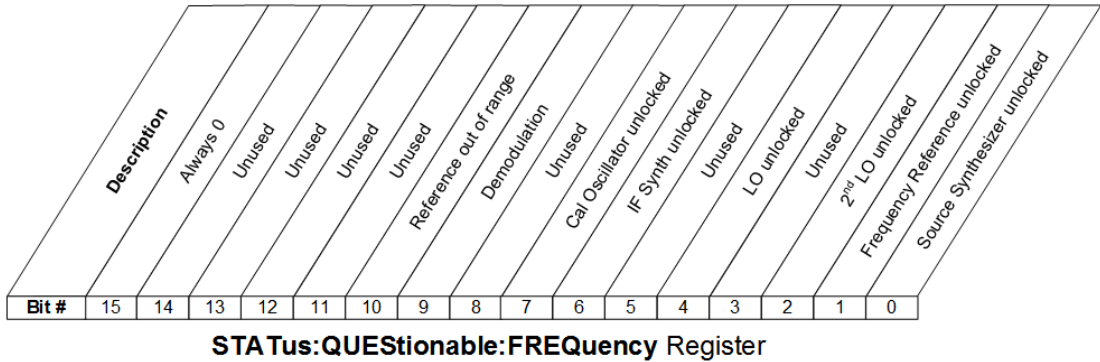 Description
Always 0
Unused
Unused
Unused
Unused
Reference out of range
Demodulation
Unused
Cal Oscillator unlocked
IF Synth unlocked
Unused
LO unlocked
Unused
2nd LO unlocked
Frequency Reference unlocked
Source Synthesizer unlocked
Bit # 15 14 13 12 11 10 9 8 7 6 5 4 3 2 1 0
STATus:QUEStionable:FREQuency Register